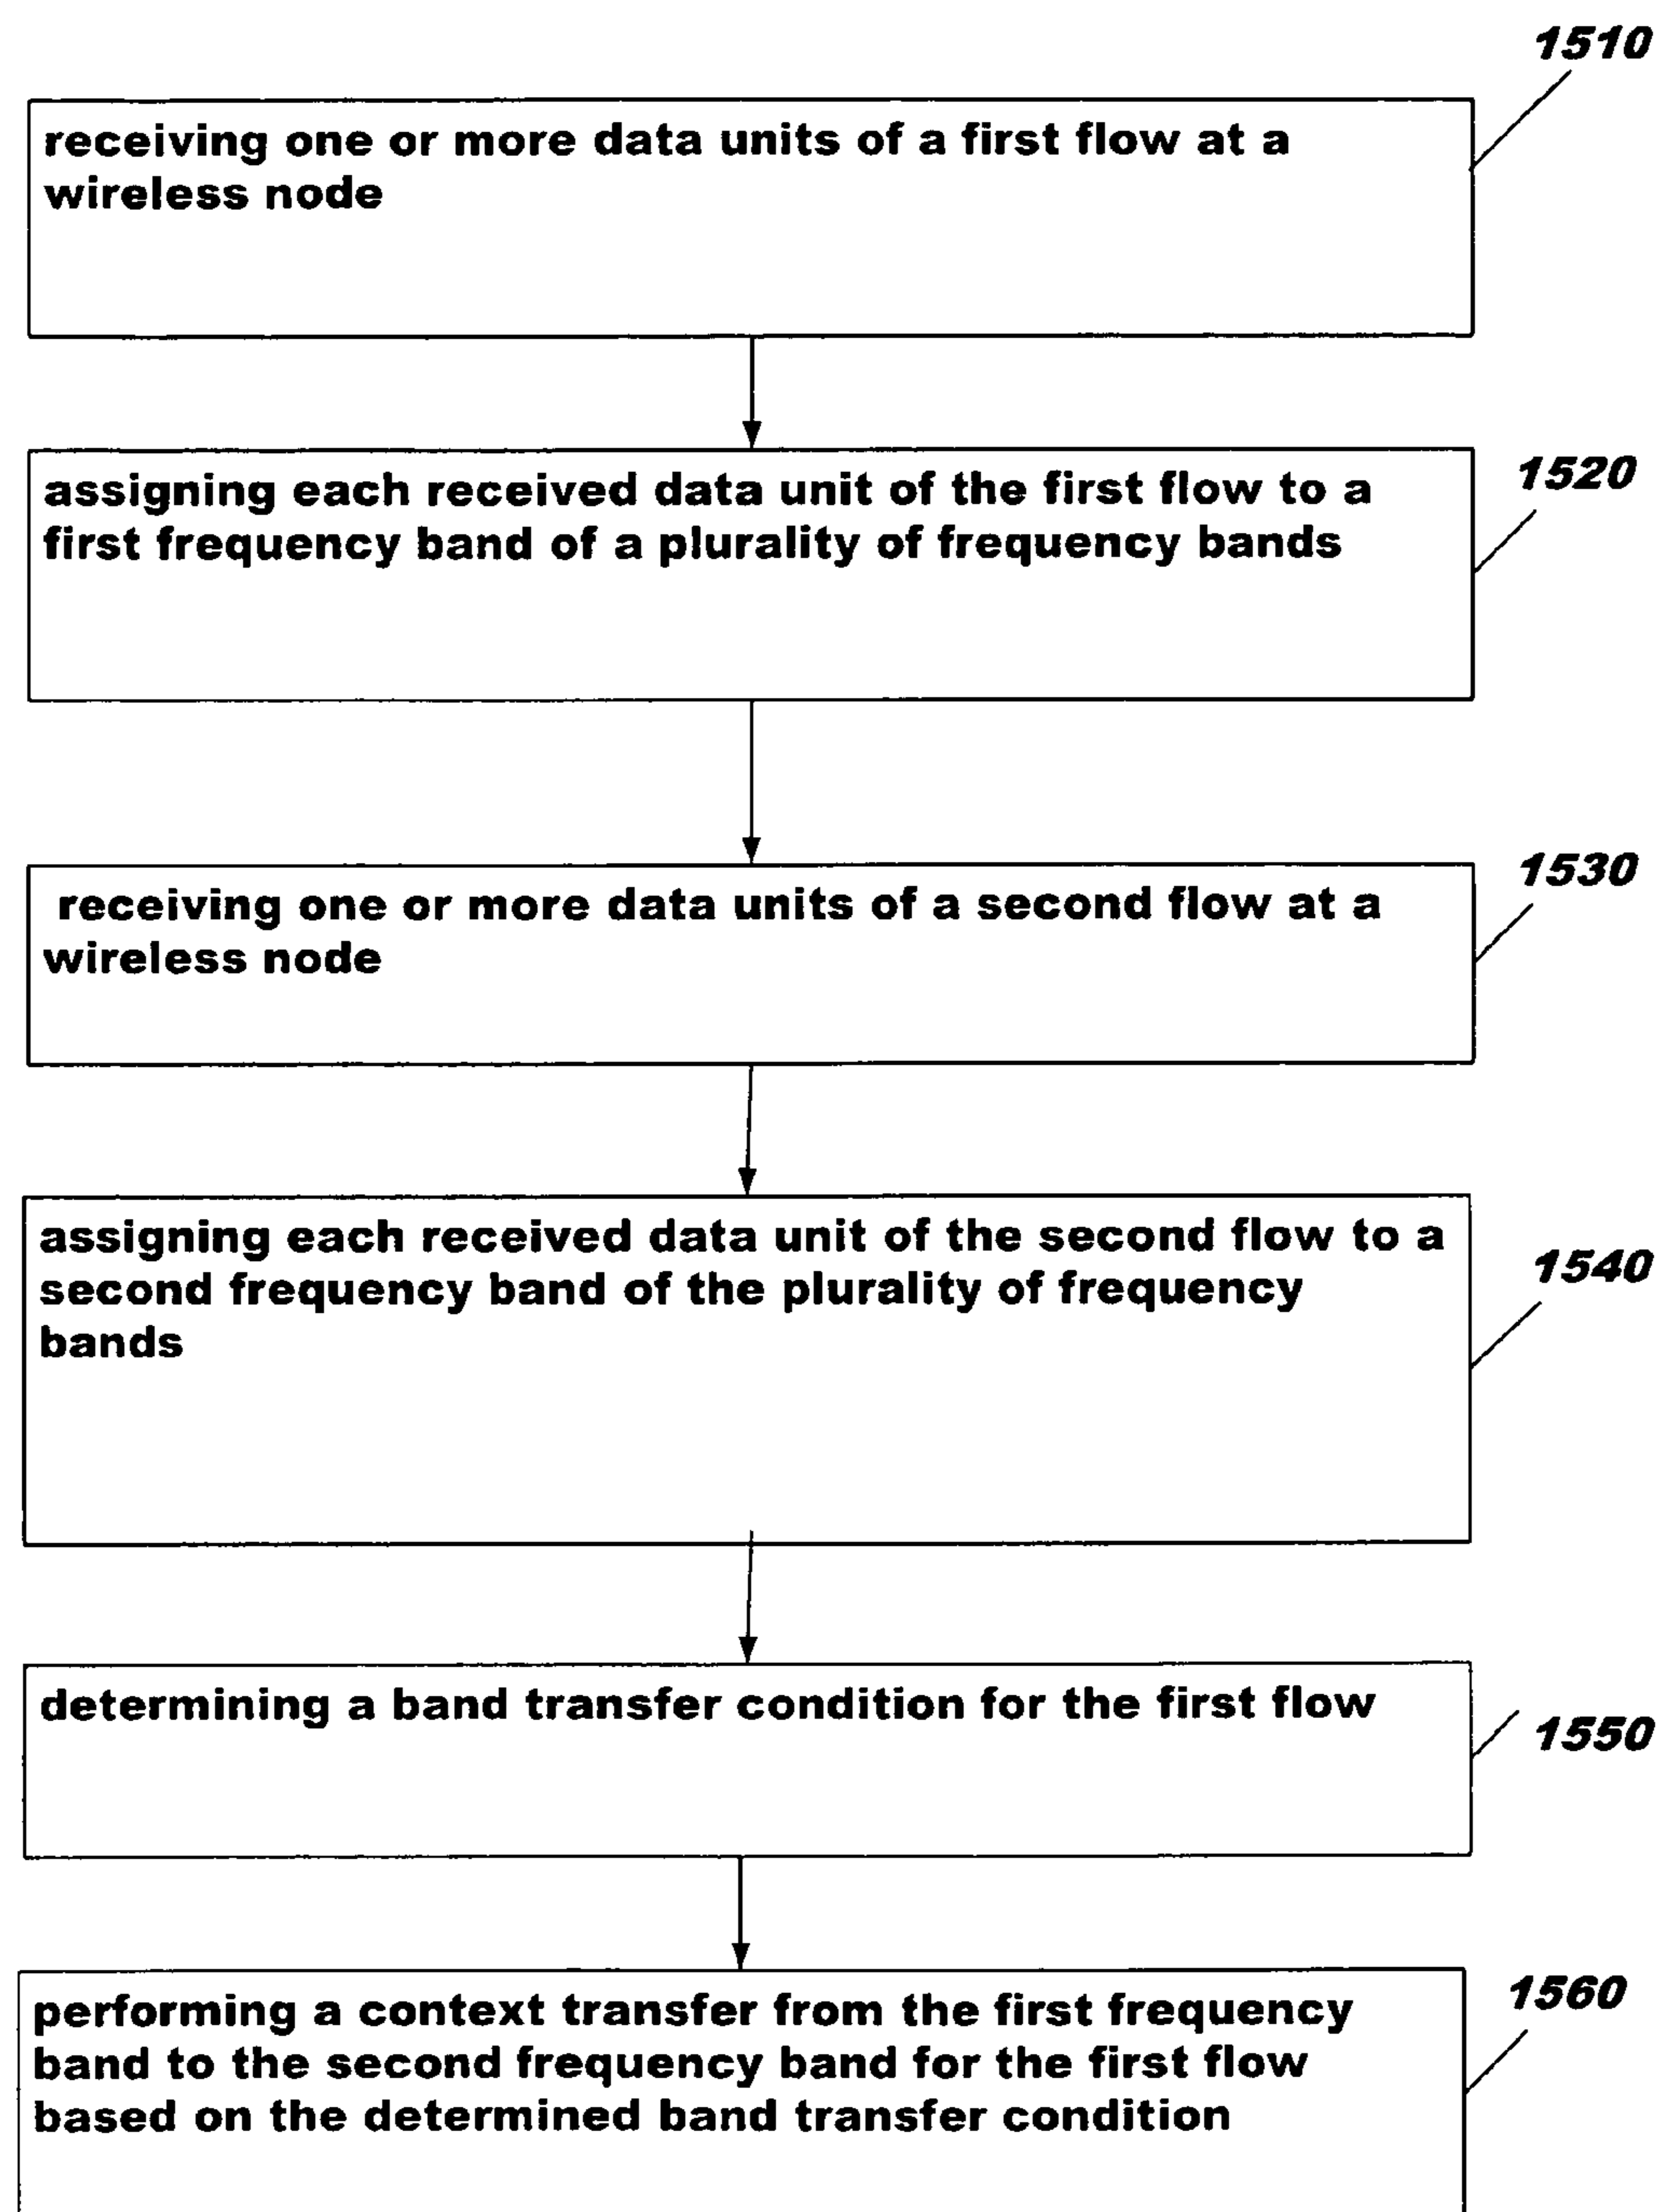 1510
receiving one or more data units of a first flow at a
wireless node
assigning each received data unit of the first flow to a
first frequency band of a plurality of frequency bands
1520
receiving one or more data units of a second flow at a
wireless node
1530
assigning each received data unit of the second flow to a
second frequency band of the plurality of frequency
bands
1540
determining a band transfer condition for the first flow
1550
performing a context transfer from the first frequency
band to the second frequency band for the first flow
based on the determined band transfer condition
1560